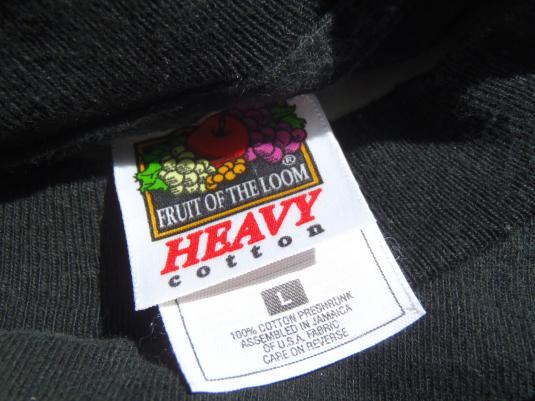 ®
FRUIT OF THE LOOM
HEAVY
cotton
L
100% COTTON PRESHRUNK
ASSEMBLED IN JAMAICA
OF U.S.A. FABRIC
CARE ON REVERSE